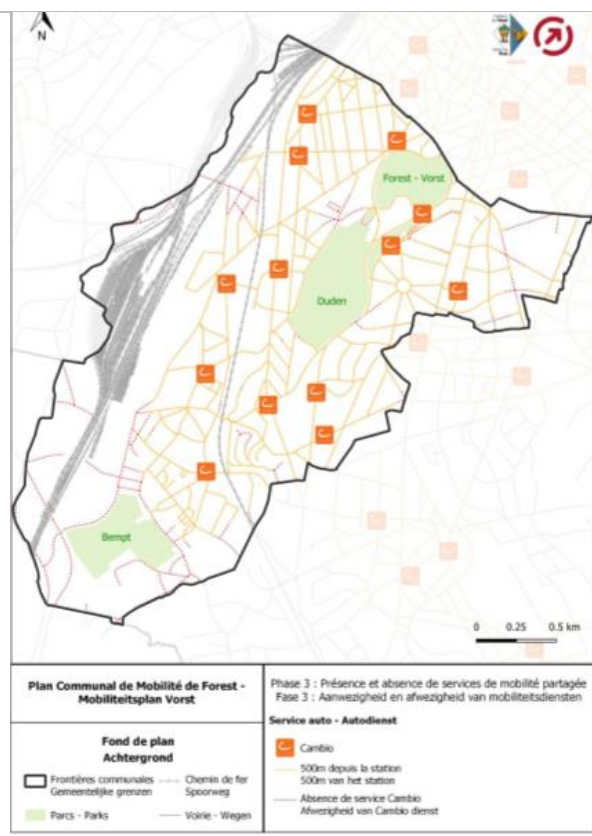 N
Forest - Vorst
Duden
Bempt
0 0.25 0.5 km
Plan Communal de Mobilité de Forest -
Mobiliteitsplan Vorst
Fond de plan
Achtergrond
Frontières communales
Gemeentelijke grenzen
Chemin de fer
Spoorweg
Parcs - Parks
Voirie - Wegen
Phase 3 : Présence et absence de services de mobilité partagée
Fase 3 : Aanwezigheid en afwezigheid van mobiliteitsdiensten
Service auto - Autodienst
Cambio
500m depuis la station
500m van het station
Absence de service Cambio
Afwezigheid van Cambio dienst